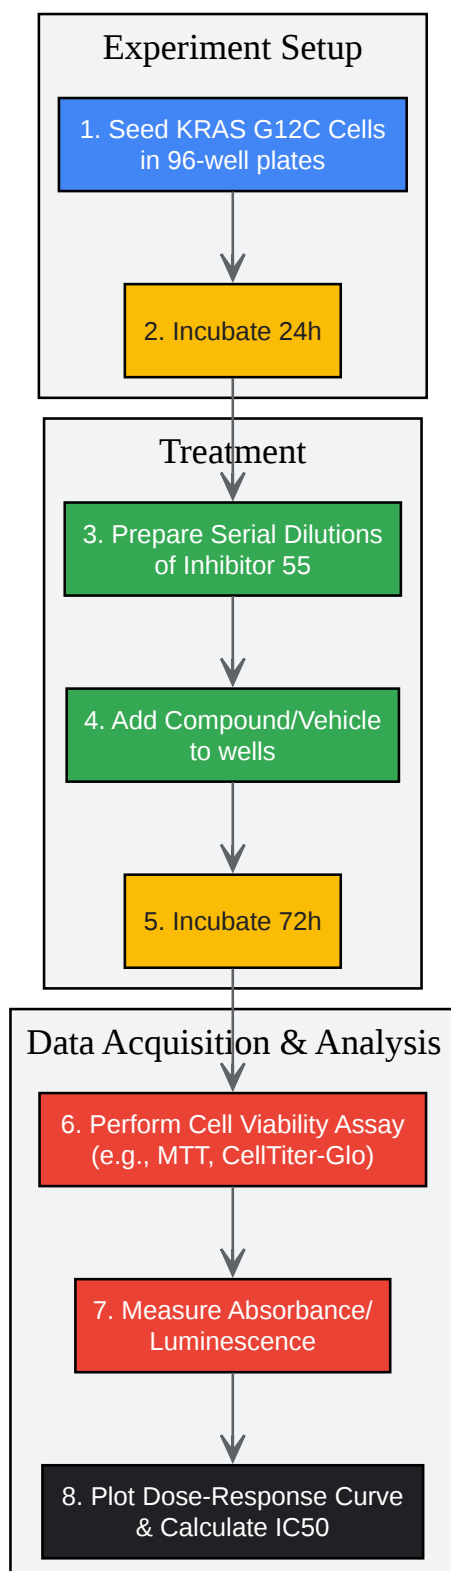 Experiment Setup
1. Seed KRAS G12C Cells
in 96-well plates
2. Incubate 24h
Treatment
3. Prepare Serial Dilutions
of Inhibitor 55
4. Add Compound/Vehicle
to wells
5. Incubate 72h
Data Acquisition & Analysis
6. Perform Cell Viability Assay
(e.g., MTT, CellTiter-Glo)
7. Measure Absorbance/
Luminescence
8. Plot Dose-Response Curve
& Calculate IC50